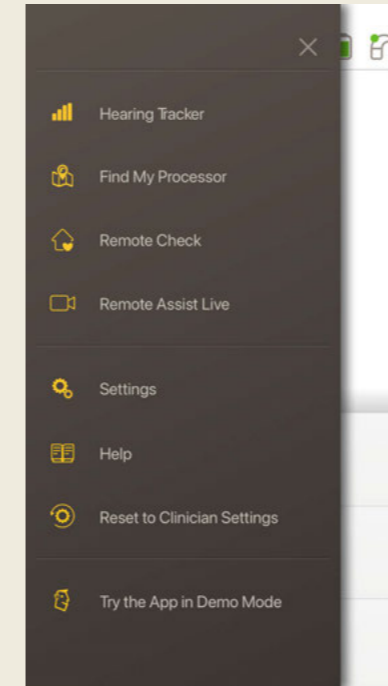 Hearing Tracker
Find My Processor
Remote Check
Remote Assist Live
Settings
Help
Reset to Clinician Settings
Try the App in Demo Mode